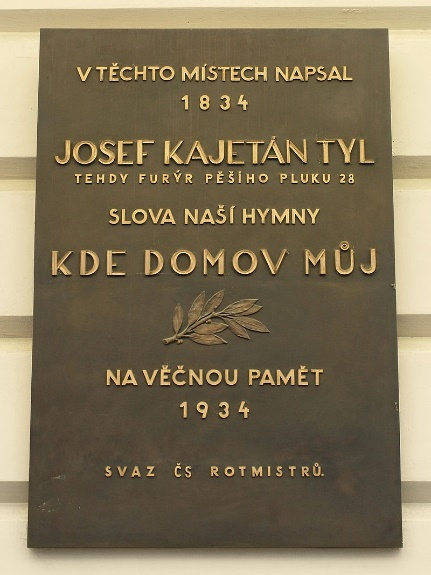 V TĚCHTO MÍSTECH NAPSAL
1834
JOSEF KAJETÁN TYL
TEHDY FURÝR PĚŠÍHO PLUKU 28
SLOVA NAŠÍ HYMNY
KDE DOMOV MŮJ
NA VĚČNOU PAMĚT
1934
SVAZ ČS ROTMISTRŮ.